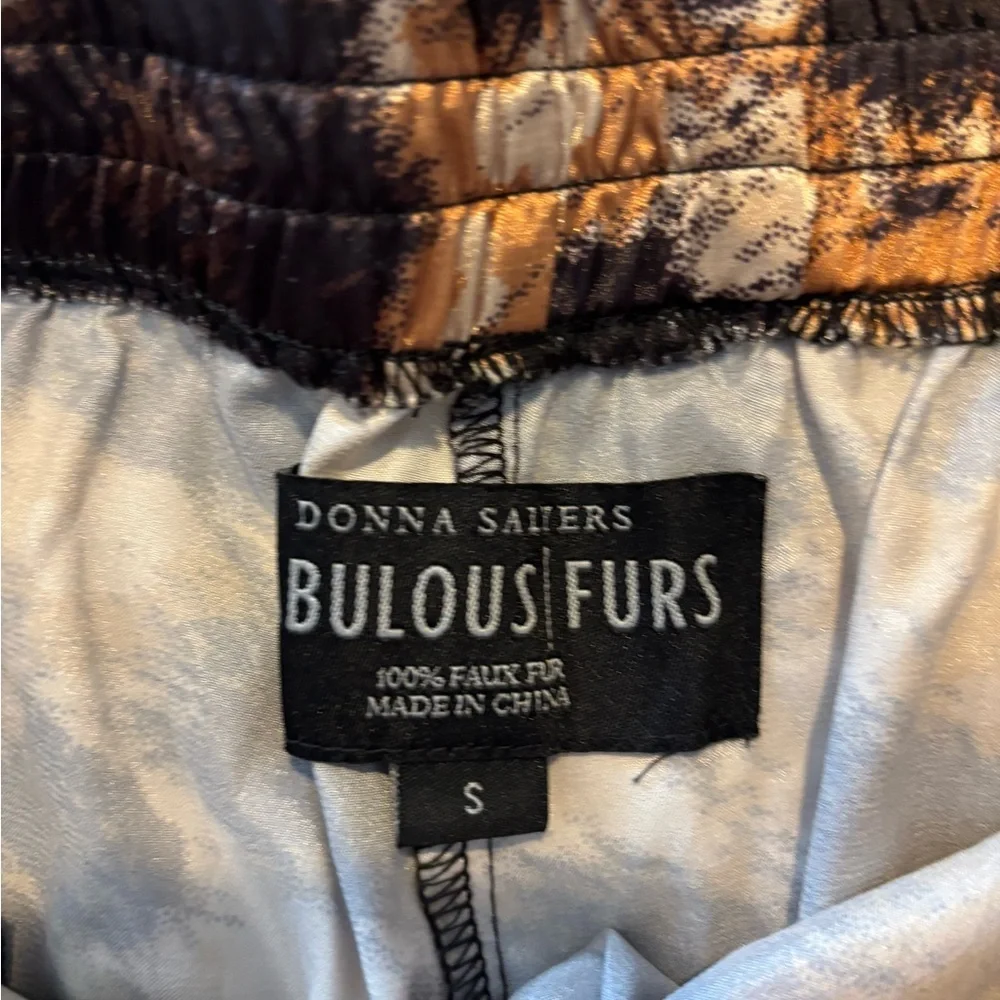 DONNA SALYERS
BULOUS|FURS
100% FAUX FUR
MADE IN CHINA
S